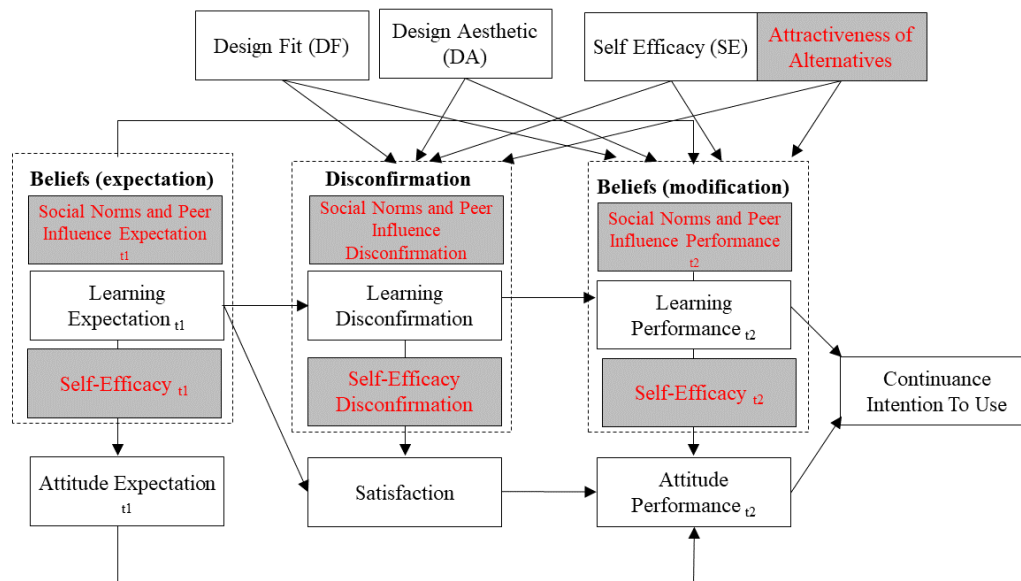 Design Fit (DF)
Design Aesthetic
(DA)
Self Efficacy (SE)
Attractiveness of
Alternatives
Beliefs (expectation)
Social Norms and Peer
Influence Expectation
t1
Learning
Expectation t1
Self-Efficacy t1
Attitude Expectation
t1
Disconfirmation
Social Norms and Peer
Influence
Disconfirmation
Learning
Disconfirmation
Self-Efficacy
Disconfirmation
Satisfaction
Beliefs (modification)
Social Norms and Peer
Influence Performance
t2
Learning
Performance t2
Self-Efficacy t2
Attitude
Performance t2
Continuance
Intention To Use